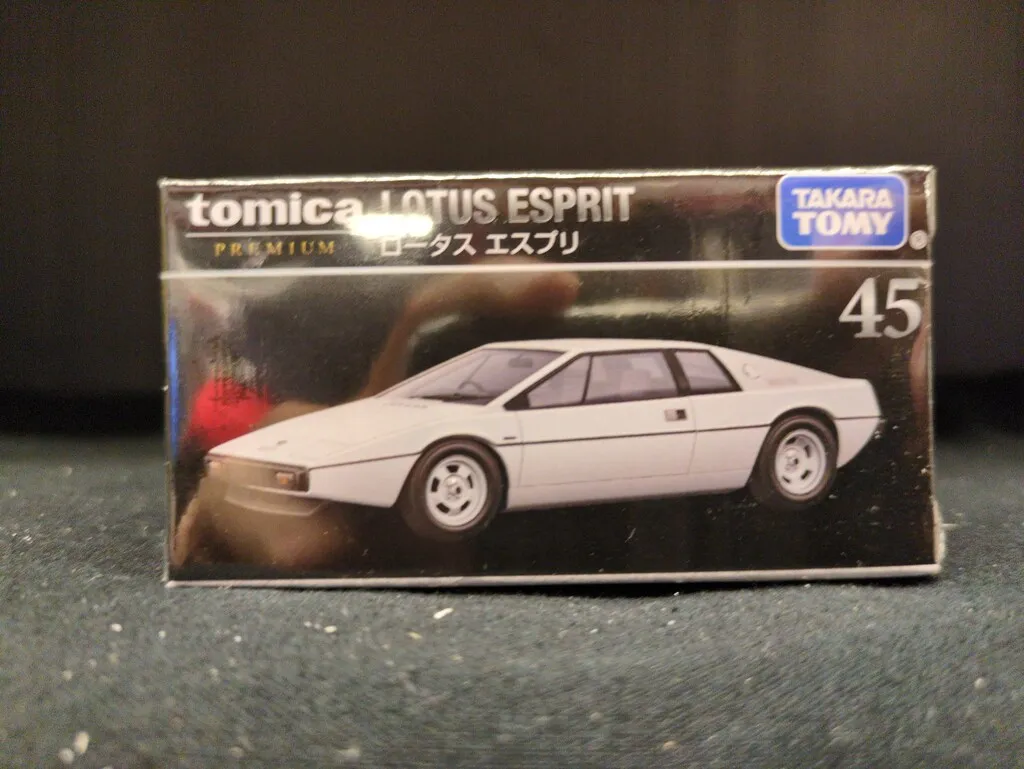 tomica LOTUS ESPRIT
PREMIUM ロータス エスプリ
TAKARA
TOMY
45